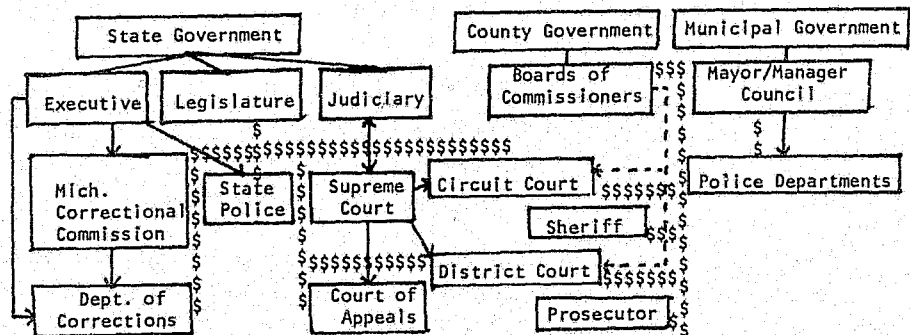 State Government
County Government
Municipal Government
Executive
Legislature
Judiciary
Boards of
Commissioners
$$$
Mayor/Manager
Council
$
$
$
$$$$$$$$$$$$$$$$$$$$$$$$$$$$$$$
Mich.
Correctional
Commission
State
Police
Supreme
Court
Circuit Court
$$$$$$$
Police Departments
Sheriff
$$
$$$$$$$$$$$$
District Court
$$$$$$$
Dept. of
Corrections
Court of
Appeals
Prosecutor
$